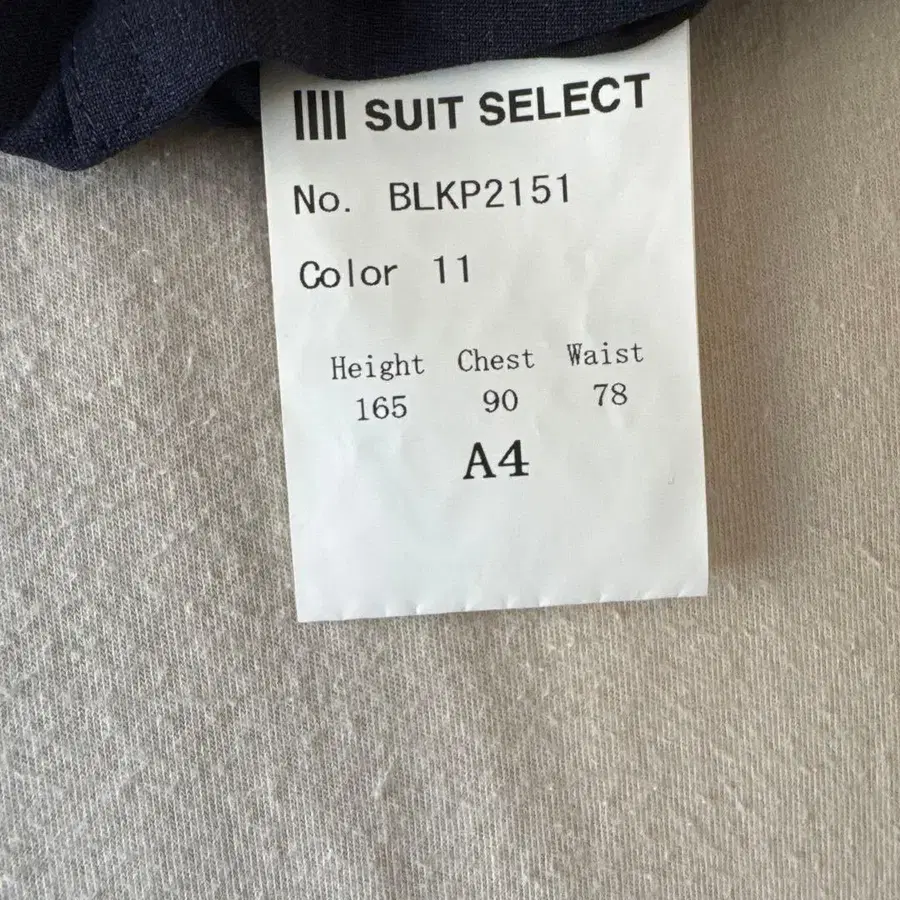 SUIT SELECT
No. BLKP2151
Color 11
Height Chest Waist
165 90 78
A4